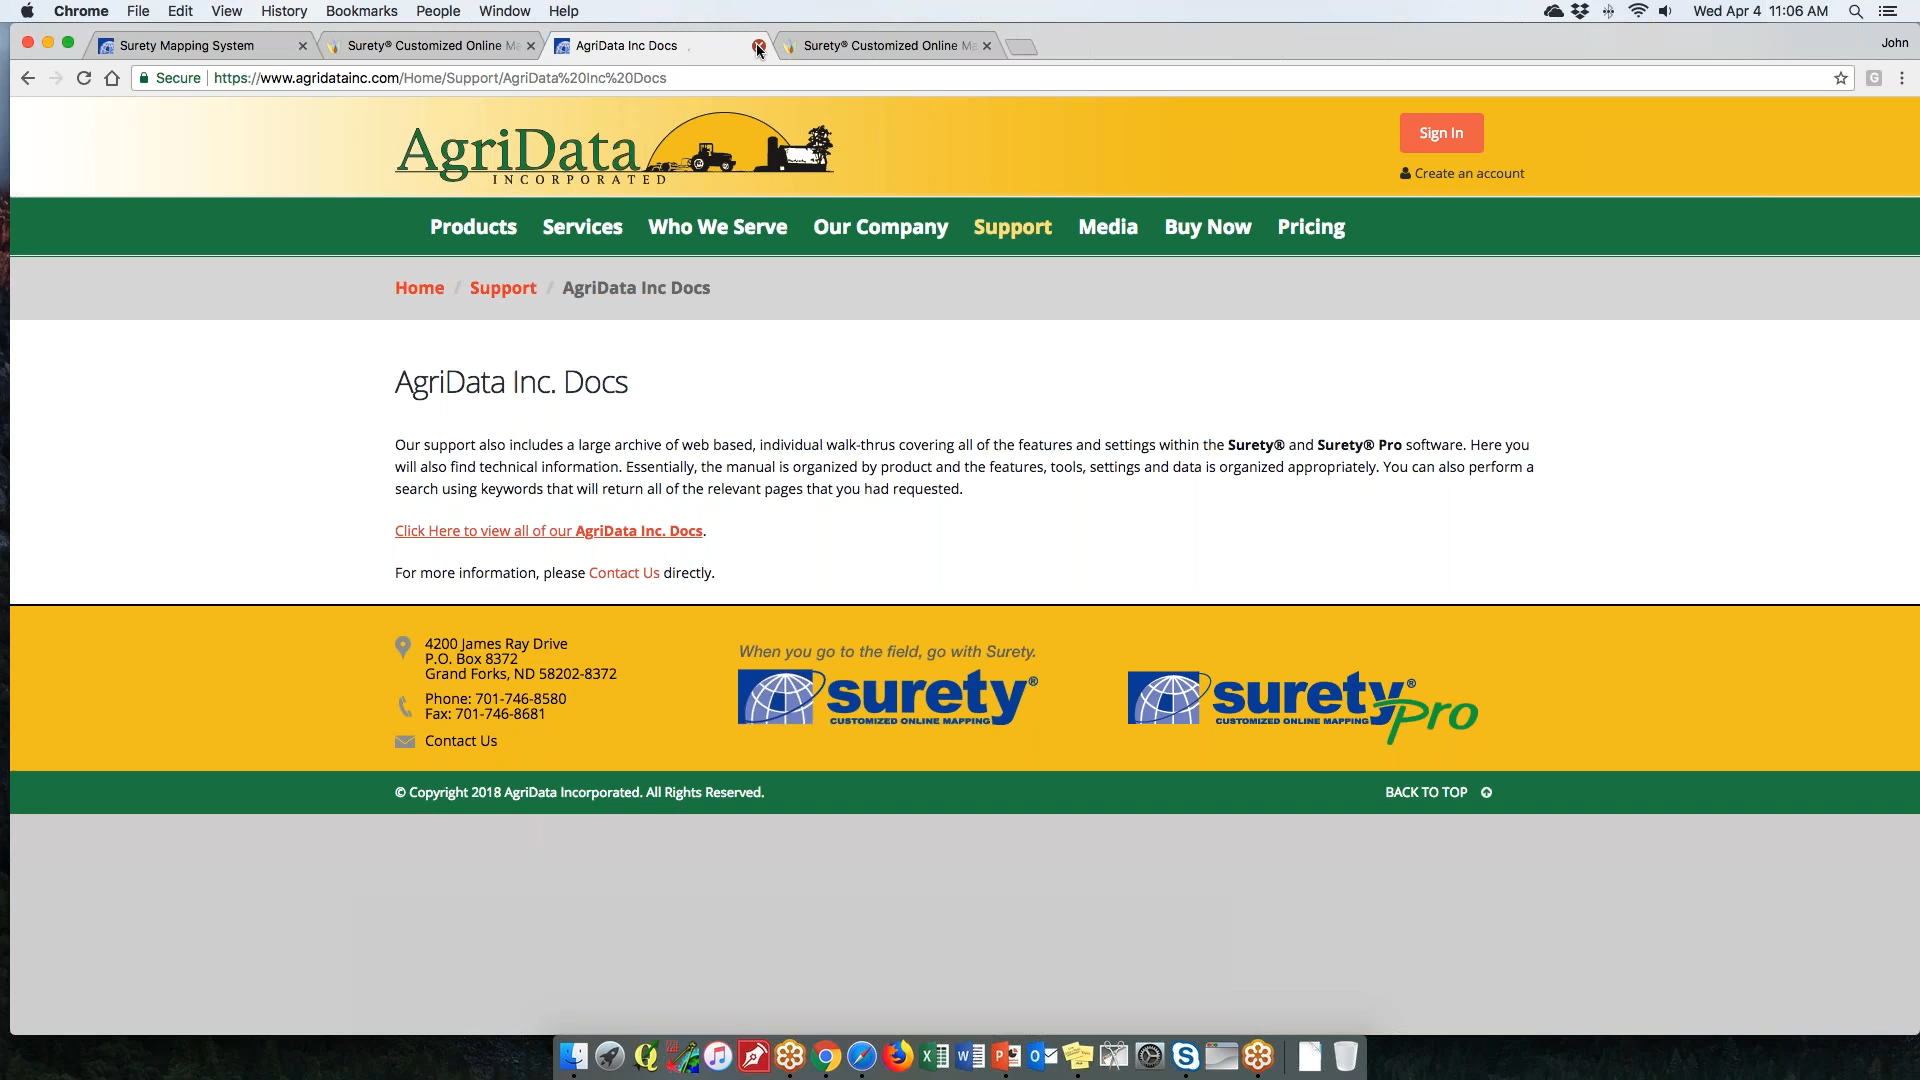 Chrome File Edit View History Bookmarks People Window Help Wed Apr 4 11:06 AM
Surety Mapping System Surety® Customized Online Ma AgriData Inc Docs Surety® Customized Online Ma John
Secure https://www.agridatainc.com/Home/Support/AgriData%20Inc%20Docs
AgriData
INCORPORATED
Sign In
Create an account
Products Services Who We Serve Our Company Support Media Buy Now Pricing
Home / Support / AgriData Inc Docs
AgriData Inc. Docs
Our support also includes a large archive of web based, individual walk-thrus covering all of the features and settings within the Surety® and Surety® Pro software. Here you
will also find technical information. Essentially, the manual is organized by product and the features, tools, settings and data is organized appropriately. You can also perform a
search using keywords that will return all of the relevant pages that you had requested.
Click Here to view all of our AgriData Inc. Docs.
For more information, please Contact Us directly.
4200 James Ray Drive
P.O. Box 8372
Grand Forks, ND 58202-8372
Phone: 701-746-8580
Fax: 701-746-8681
Contact Us
When you go to the field, go with Surety.
surety®
CUSTOMIZED ONLINE MAPPING
surety®
CUSTOMIZED ONLINE MAPPING
Pro
© Copyright 2018 AgriData Incorporated. All Rights Reserved.
BACK TO TOP